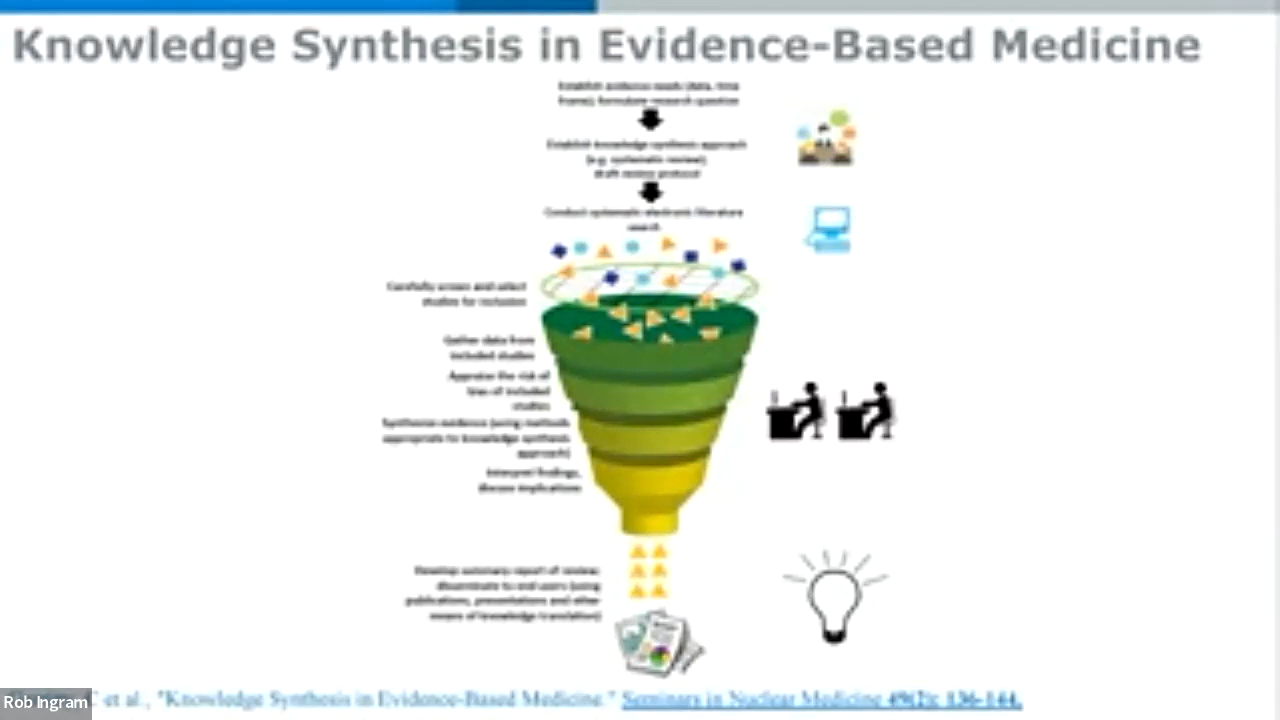 Knowledge Synthesis in Evidence-Based Medicine
Establish evidence needs (data, time
frame), formulate research question
Establish knowledge synthesis approach
(e.g. systematic review),
draft review protocol
Conduct systematic electronic literature
search
Carefully screen and select
studies for inclusion
Gather data from
included studies
Appraise the risk of
bias of included
studies
Synthesize evidence (using methods
appropriate to knowledge synthesis
approach)
Interpret findings,
discuss implications
Develop summary report of review;
disseminate to end users (using
publications, presentations and other
means of knowledge translation)
Rob Ingram
et al., "Knowledge Synthesis in Evidence-Based Medicine." Seminars in Nuclear Medicine 49(2): 136-144.